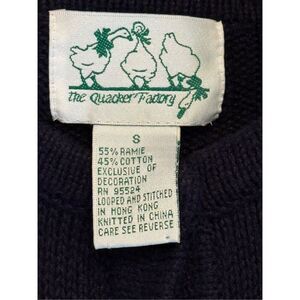 the Quacker Factory
S
55% RAMIE
45% COTTON
EXCLUSIVE OF
DECORATION
RN 95524
LOOPED AND STITCHED
IN HONG KONG
KNITTED IN CHINA
CARE SEE REVERSE